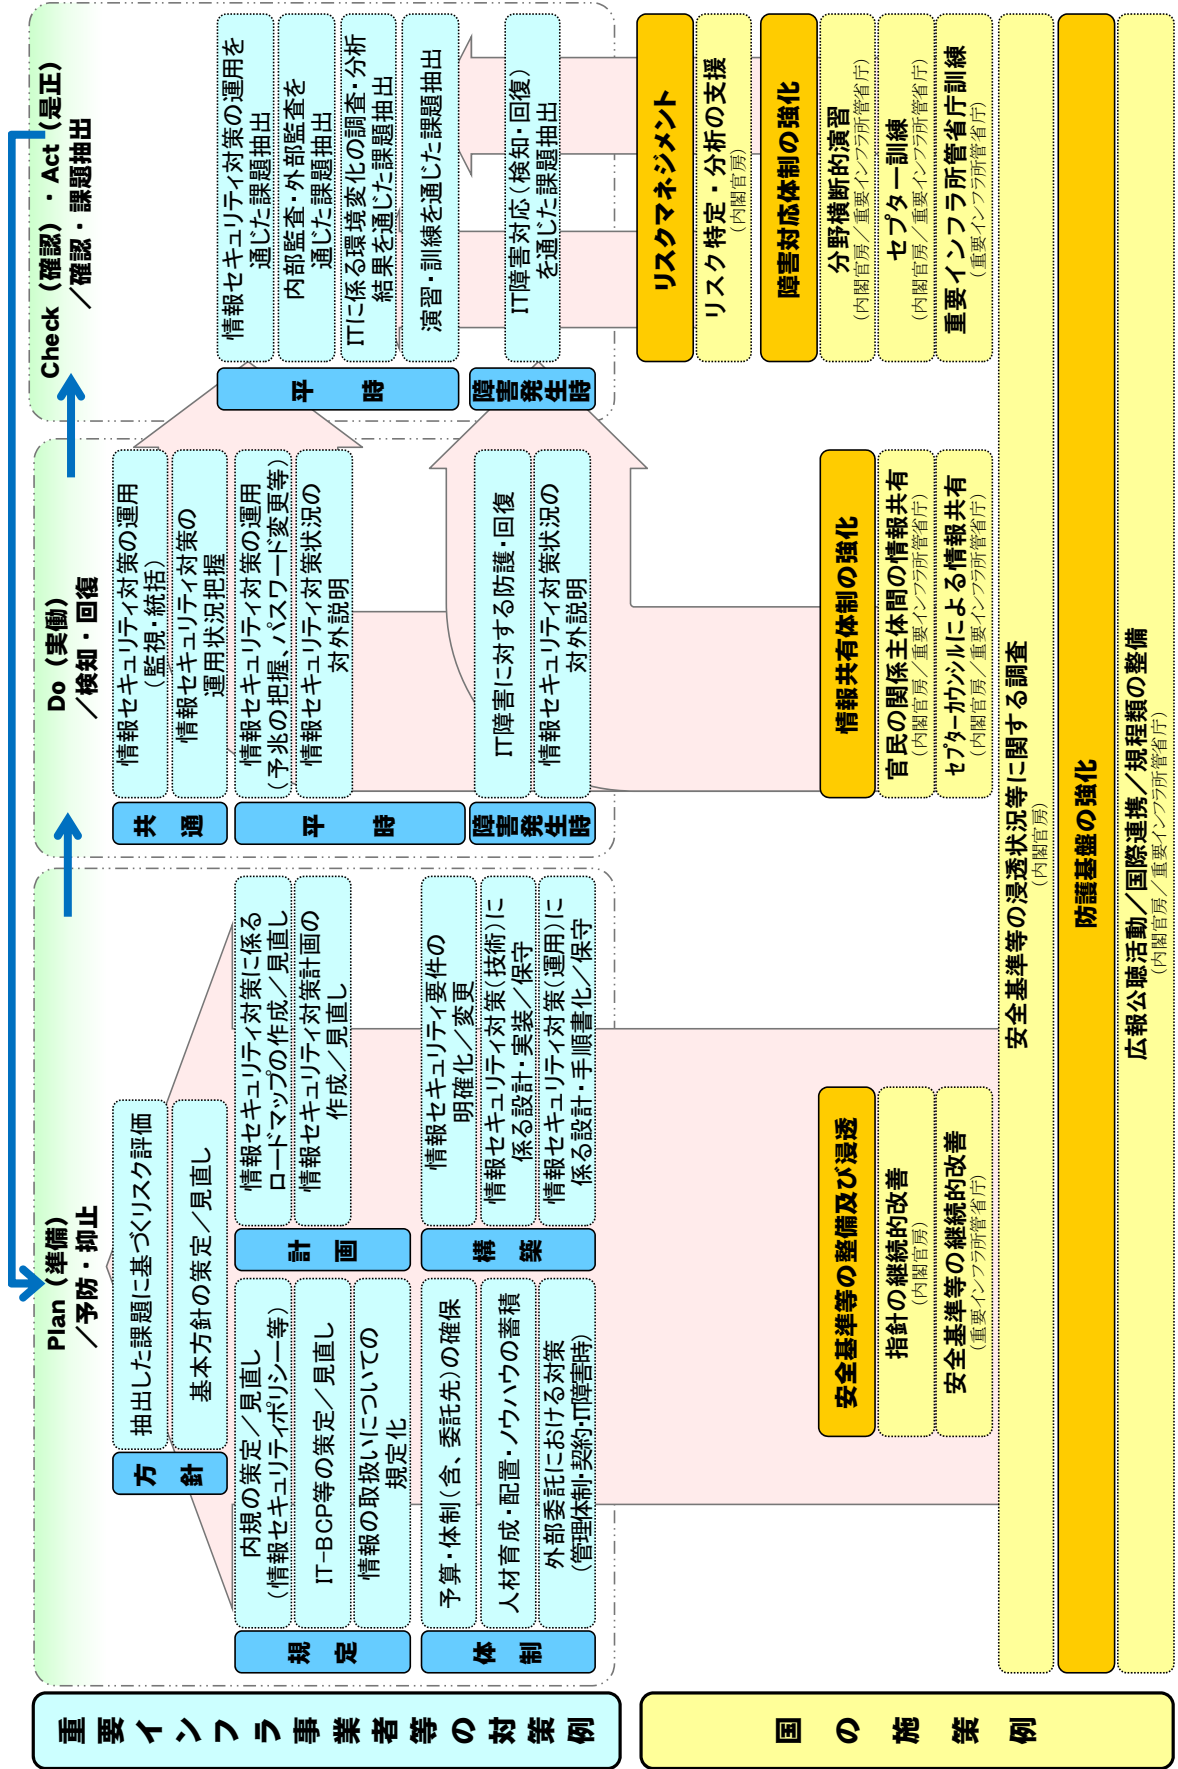 重要インフラ事業者等の対策例
Plan（準備）
／予防・抑止
方針
抽出した課題に基づくリスク評価
基本方針の策定／見直し
規定
内規の策定／見直し
（情報セキュリティポリシー等）
IT-BCP等の策定／見直し
情報の取扱いについての
規定化
計画
情報セキュリティ対策に係る
ロードマップの作成／見直し
情報セキュリティ対策計画の
作成／見直し
体制
予算・体制（含、委託先）の確保
人材育成・配置・ノウハウの蓄積
外部委託における対策
（管理体制・契約・IT障害時）
構築
情報セキュリティ要件の
明確化／変更
情報セキュリティ対策（技術）に
係る設計・実装／保守
情報セキュリティ対策（運用）に
係る設計・手順書化／保守
Do（実働）
／検知・回復
共通
情報セキュリティ対策の運用
（監視・統括）
情報セキュリティ対策の
運用状況把握
平時
情報セキュリティ対策の運用
（予兆の把握、パスワード変更等）
情報セキュリティ対策状況の
対外説明
障害発生時
IT障害に対する防護・回復
情報セキュリティ対策状況の
対外説明
Check（確認）・Act（是正）
／確認・課題抽出
平時
情報セキュリティ対策の運用を
通じた課題抽出
内部監査・外部監査を
通じた課題抽出
ITに係る環境変化の調査・分析
結果を通じた課題抽出
演習・訓練を通じた課題抽出
障害発生時
IT障害対応（検知・回復）
を通じた課題抽出
国の施策例
安全基準等の整備及び浸透
指針の継続的改善
（内閣官房）
安全基準等の継続的改善
（重要インフラ所管省庁）
情報共有体制の強化
官民の関係主体間の情報共有
（内閣官房／重要インフラ所管省庁）
セプターカウンシルによる情報共有
（内閣官房／重要インフラ所管省庁）
リスクマネジメント
リスク特定・分析の支援
（内閣官房）
障害対応体制の強化
分野横断的演習
（内閣官房／重要インフラ所管省庁）
セプター訓練
（内閣官房／重要インフラ所管省庁）
重要インフラ所管省庁訓練
（重要インフラ所管省庁）
安全基準等の浸透状況等に関する調査
（内閣官房）
防護基盤の強化
広報公聴活動／国際連携／規程類の整備
（内閣官房／重要インフラ所管省庁）